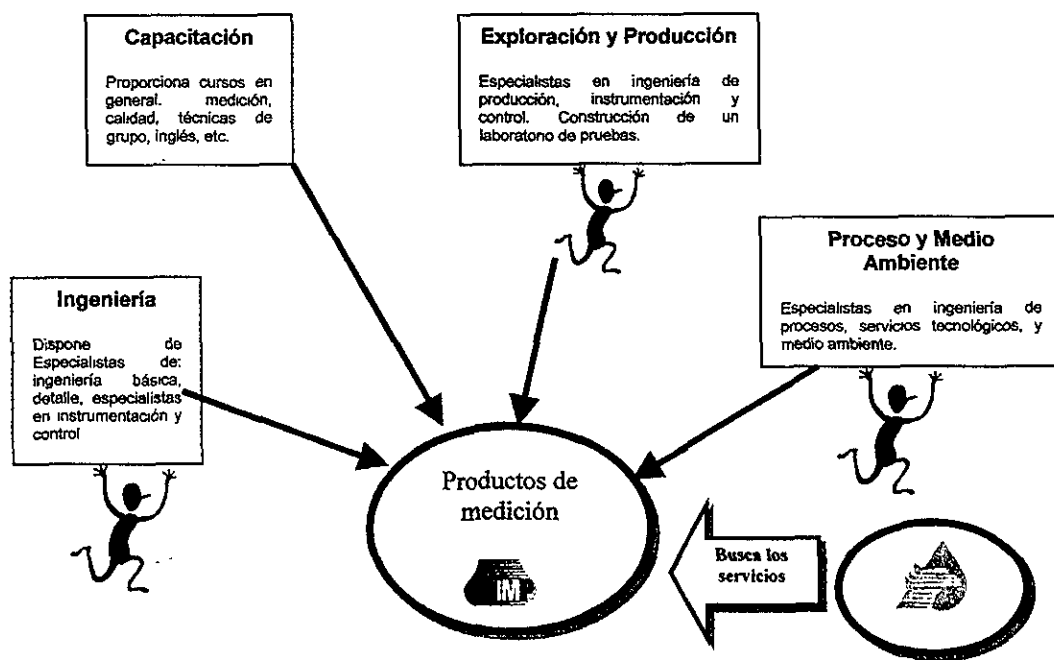 Capacitación
Proporciona cursos en
general. medición,
calidad, técnicas de
grupo, inglés, etc.
Exploración y Producción
Especialistas en ingeniería de
producción, instrumentación y
control. Construcción de un
laboratorio de pruebas.
Proceso y Medio
Ambiente
Especialistas en ingeniería de
procesos, servicios tecnológicos, y
medio ambiente.
Ingeniería
Dispone de
Especialistas de:
ingeniería básica,
detalle, especialistas
en instrumentación y
control
Productos de
medición
IMP
Busca los
servicios